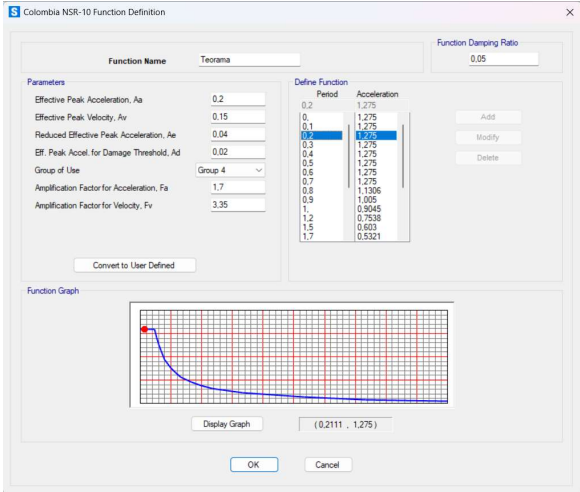 S Colombia NSR-10 Function Definition
Function Damping Ratio
Function Name Teorama 0,05
Parameters Define Function
Period Acceleration
Effective Peak Acceleration, Aa 0,2 0,2 1,275
Effective Peak Velocity, Av 0,15
Reduced Effective Peak Acceleration, Ae 0,04
Eff. Peak Accel. for Damage Threshold, Ad 0,02
Group of Use Group 4
Amplification Factor for Acceleration, Fa 1,7
Amplification Factor for Velocity, Fv 3,35
Convert to User Defined
0, 1,275
0,1 1,275
0,2 1,275
0,3 1,275
0,4 1,275
0,5 1,275
0,6 1,275
0,7 1,275
0,8 1,1306
0,9 1,005
1, 0,9045
1,2 0,7538
1,5 0,603
1,7 0,5321
Add
Modify
Delete
Function Graph
Display Graph (0,2111 , 1,275)
OK Cancel